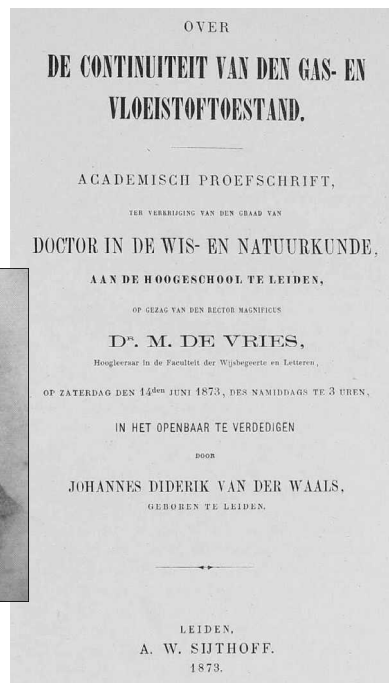 OVER
DE CONTINUITEIT VAN DEN GAS- EN
VLOEISTOFTOESTAND.
ACADEMISCH PROEFSCHRIFT,
TER VERKRIJGING VAN DEN GRAAD VAN
DOCTOR IN DE WIS- EN NATUURKUNDE,
AAN DE HOOGESCHOOL TE LEIDEN,
OP GEZAG VAN DEN RECTOR MAGNIFICUS
DR. M. DE VRIES,
Hoogleeraar in de Faculteit der Wijsbegeerte en Letteren,
OP ZATERDAG DEN 14den JUNI 1873, DES NAMIDDAGS TE 3 UREN,
IN HET OPENBAAR TE VERDEDIGEN
DOOR
JOHANNES DIDERIK VAN DER WAALS,
GEBOREN TE LEIDEN.
LEIDEN,
A. W. SIJTHOFF.
1873.